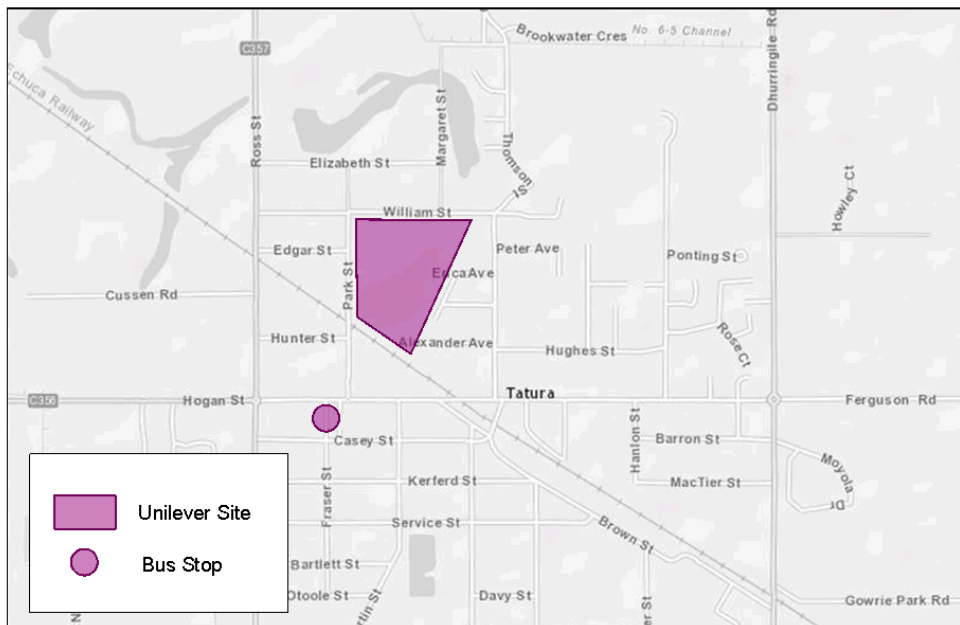 Brookwater Cres
No. 6-5 Channel
Dhurringile Rd
C357
Echuca Railway
Ross St
Margaret St
Elizabeth St
Thomson St
Howley Ct
William St
Edgar St
Peter Ave
Ponting St
Park St
Erica Ave
Cussen Rd
Hunter St
Alexander Ave
Hughes St
Rose Ct
C356
Hogan St
Tatura
Ferguson Rd
Casey St
Hanlon St
Barron St
Moyola Dr
Kerferd St
MacTier St
Fraser St
Service St
Brown St
Bartlett St
Otoole St
Davy St
Gowrie Park Rd
Unilever Site
Bus Stop